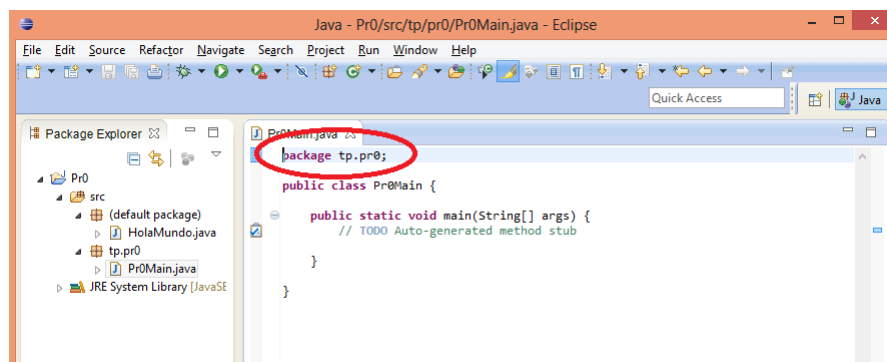 Java - Pr0/src/tp/pr0/Pr0Main.java - Eclipse
File Edit Source Refactor Navigate Search Project Run Window Help
Quick Access
Java
Package Explorer
Pr0Main.java
package tp.pr0;
Pr0
public class Pr0Main {
src
(default package)
public static void main(String[] args) {
HolaMundo.java
// TODO Auto-generated method stub
tp.pr0
}
Pr0Main.java
JRE System Library [JavaSE
}